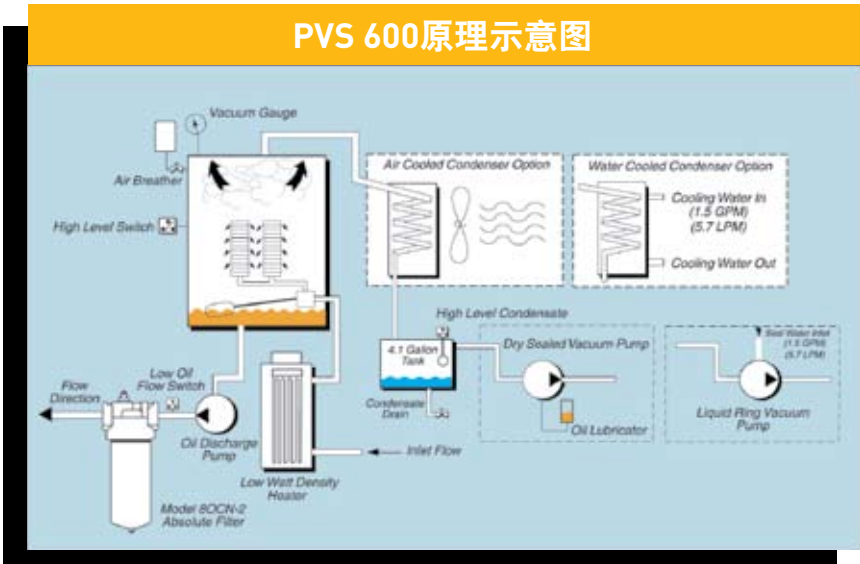 PVS 600原理示意图
Vacuum Gauge
Air Breather
High Level Switch
Air Cooled Condenser Option
Water Cooled Condenser Option
Cooling Water In
(1.5 GPM)
(5.7 LPM)
Cooling Water Out
High Level Condensate
4.1 Gallon
Tank
Condensate
Drain
Dry Sealed Vacuum Pump
Oil Lubricator
Seal Water Inlet
(1.5 GPM)
(5.7 LPM)
Liquid Ring Vacuum
Pump
Flow
Direction
Low Oil
Flow Switch
Oil Discharge
Pump
Inlet Flow
Low Watt Density
Heater
Model 8OCN-2
Absolute Filter